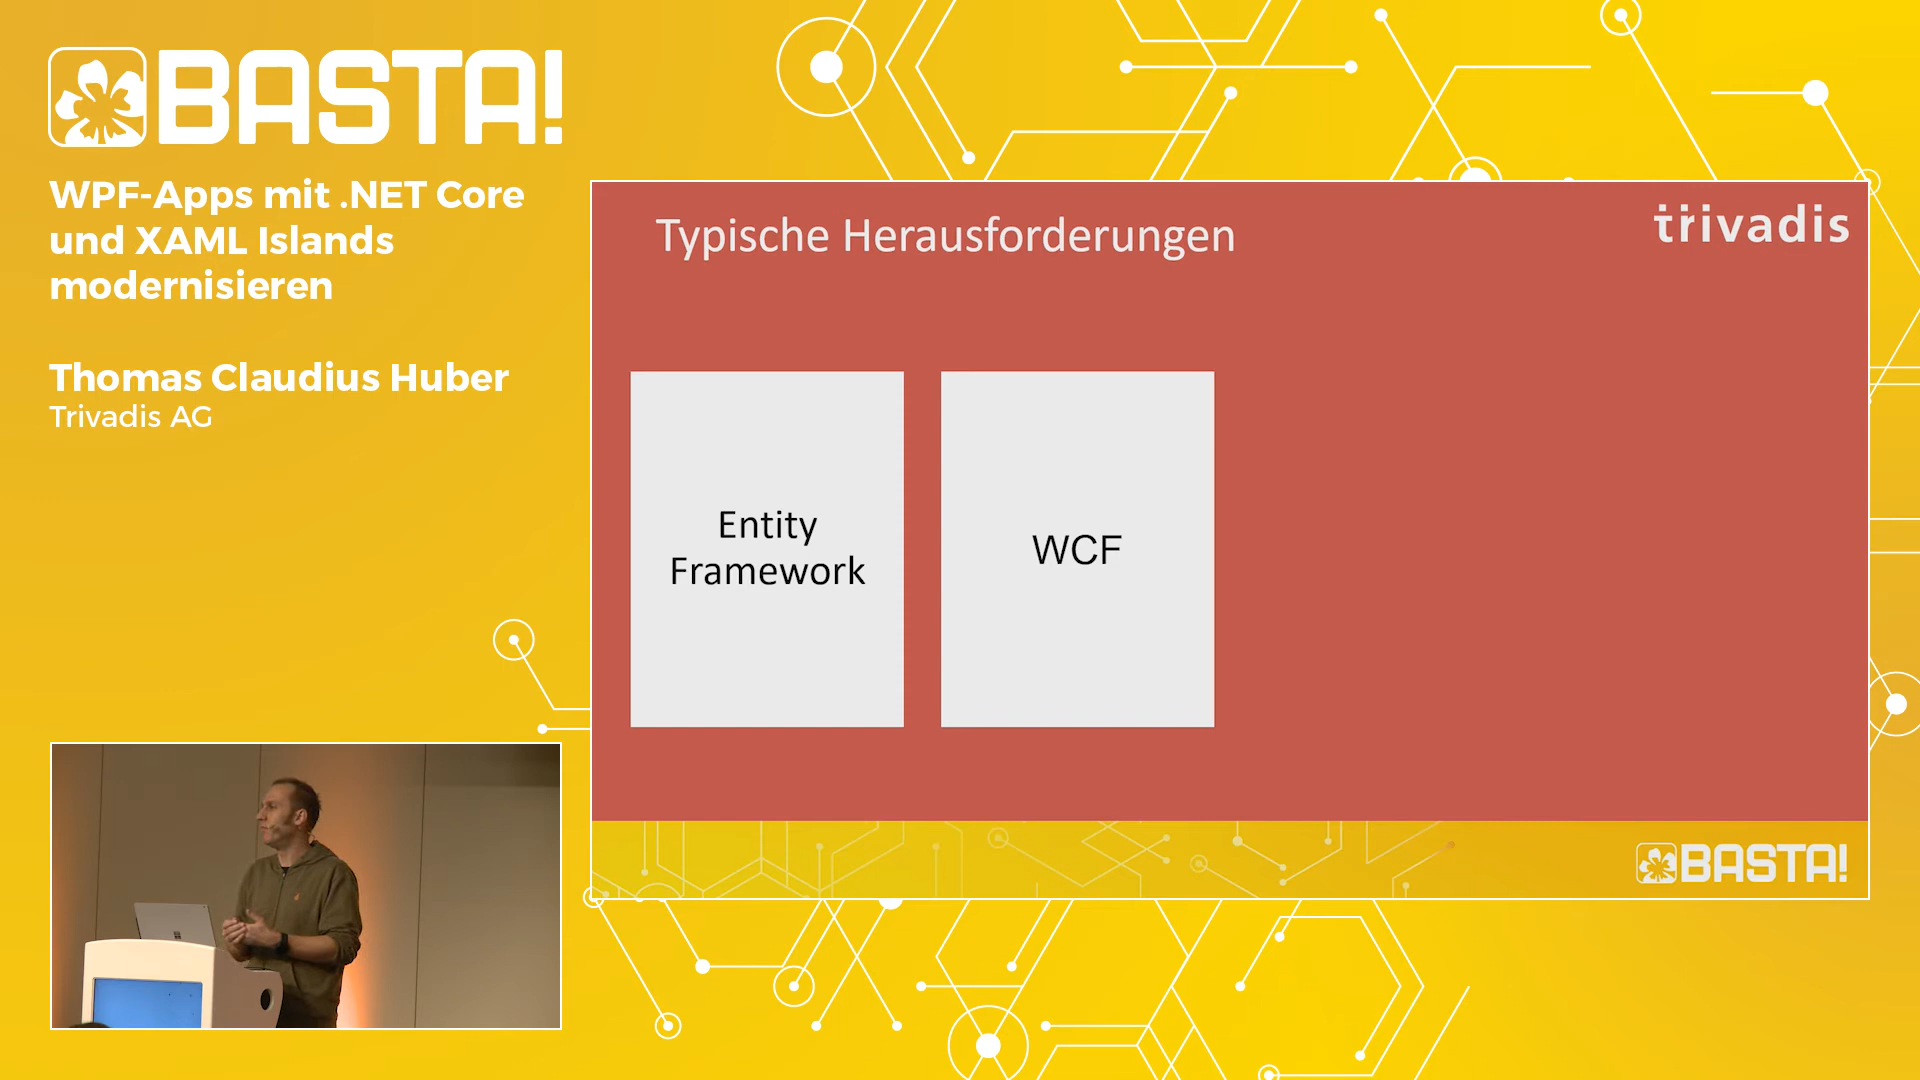 BASTA!
WPF-Apps mit .NET Core
und XAML Islands
modernisieren
Thomas Claudius Huber
Trivadis AG
Typische Herausforderungen
trivadis
Entity
Framework
WCF
BASTA!